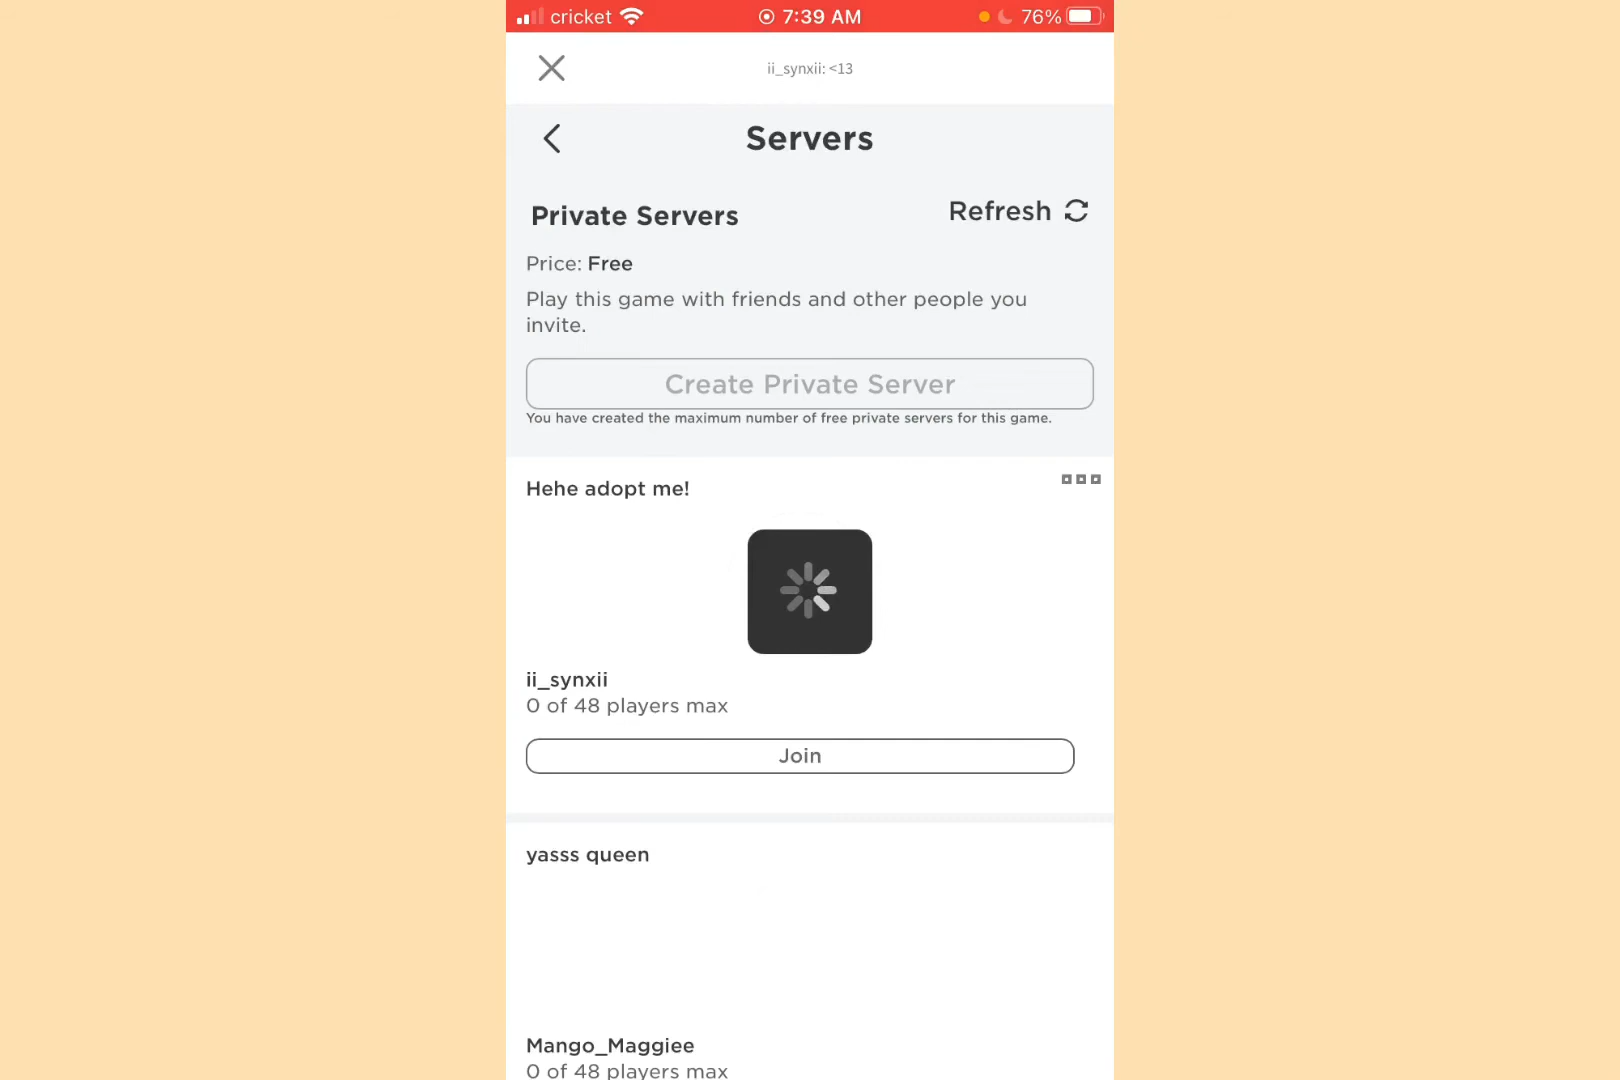 cricket 7:39 AM 76%
ii_synxii: <13
Servers
Private Servers Refresh
Price: Free
Play this game with friends and other people you
invite.
Create Private Server
You have created the maximum number of free private servers for this game.
Hehe adopt me!
ii_synxii
0 of 48 players max
Join
yasss queen
Mango_Maggiee
0 of 48 players max